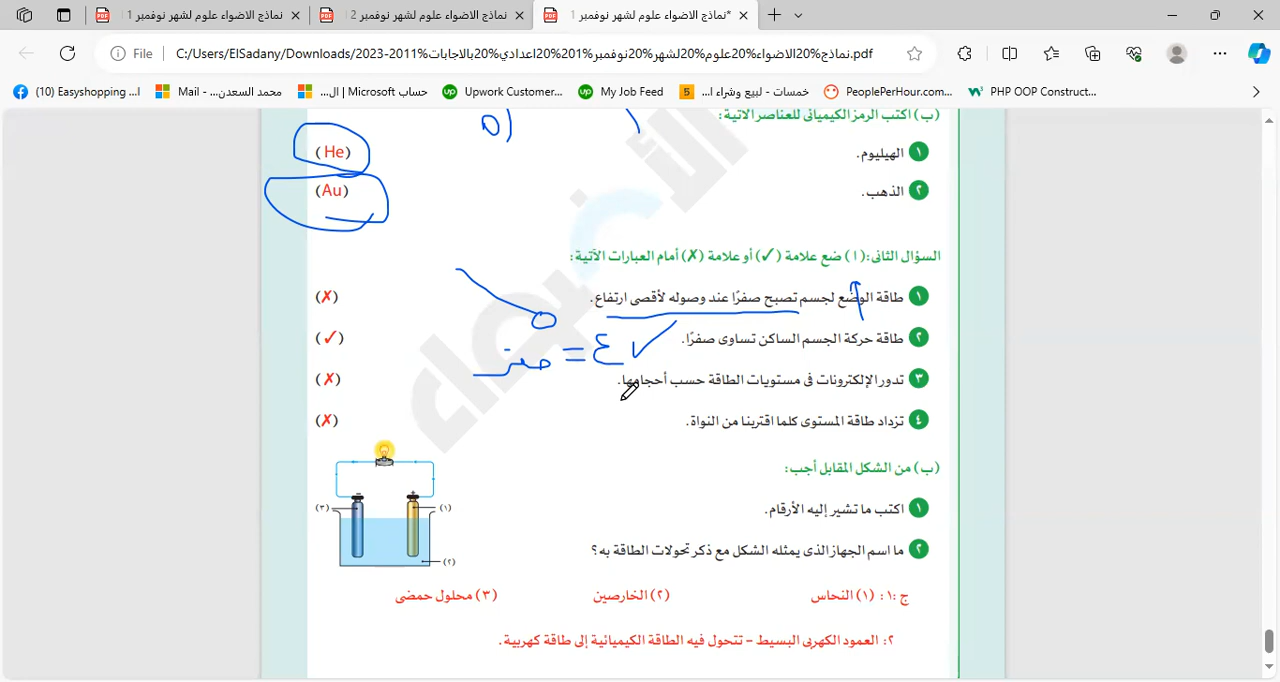 نماذج الاضواء علوم لشهر نوفمبر 1
نماذج الاضواء علوم لشهر نوفمبر 2
نماذج الاضواء علوم لشهر نوفمبر 1*
File
C:/Users/ElSadany/Downloads/2023-2011%نماذج%20الاضواء%20علوم%20لشهر%20نوفمبر%201%20اعدادي%20بالاجابات.pdf
(10) Easyshopping ...ا
Mail - محمد السعدن...
حساب Microsoft | ال...
Upwork Customer...
My Job Feed
خمسات - لبيع وشراء ا...
PeoplePerHour.com...
PHP OOP Construct...
(ب) اكتب الرمز الكيميائى للعناصر الآتية:
١ الهيليوم. (He)
٢ الذهب. (Au)
السؤال الثانى: (١) ضع علامة (✓) أو علامة (✗) أمام العبارات الآتية:
١ طاقة الوضع لجسم تصبح صفرًا عند وصوله لأقصى ارتفاع. (✗)
٢ طاقة حركة الجسم الساكن تساوى صفرًا. (✓)
ع = صفر
٣ تدور الإلكترونات فى مستويات الطاقة حسب أحجامها. (✗)
٤ تزداد طاقة المستوى كلما اقتربنا من النواة. (✗)
(ب) من الشكل المقابل أجب:
١ اكتب ما تشير إليه الأرقام.
(٣) (١)
٢ ما اسم الجهاز الذى يمثله الشكل مع ذكر تحولات الطاقة به؟
(٢)
ج :١: (١) النحاس (٢) الخارصين (٣) محلول حمضى
٢: العمود الكهربى البسيط – تتحول فيه الطاقة الكيميائية إلى طاقة كهربية.
الأضواء